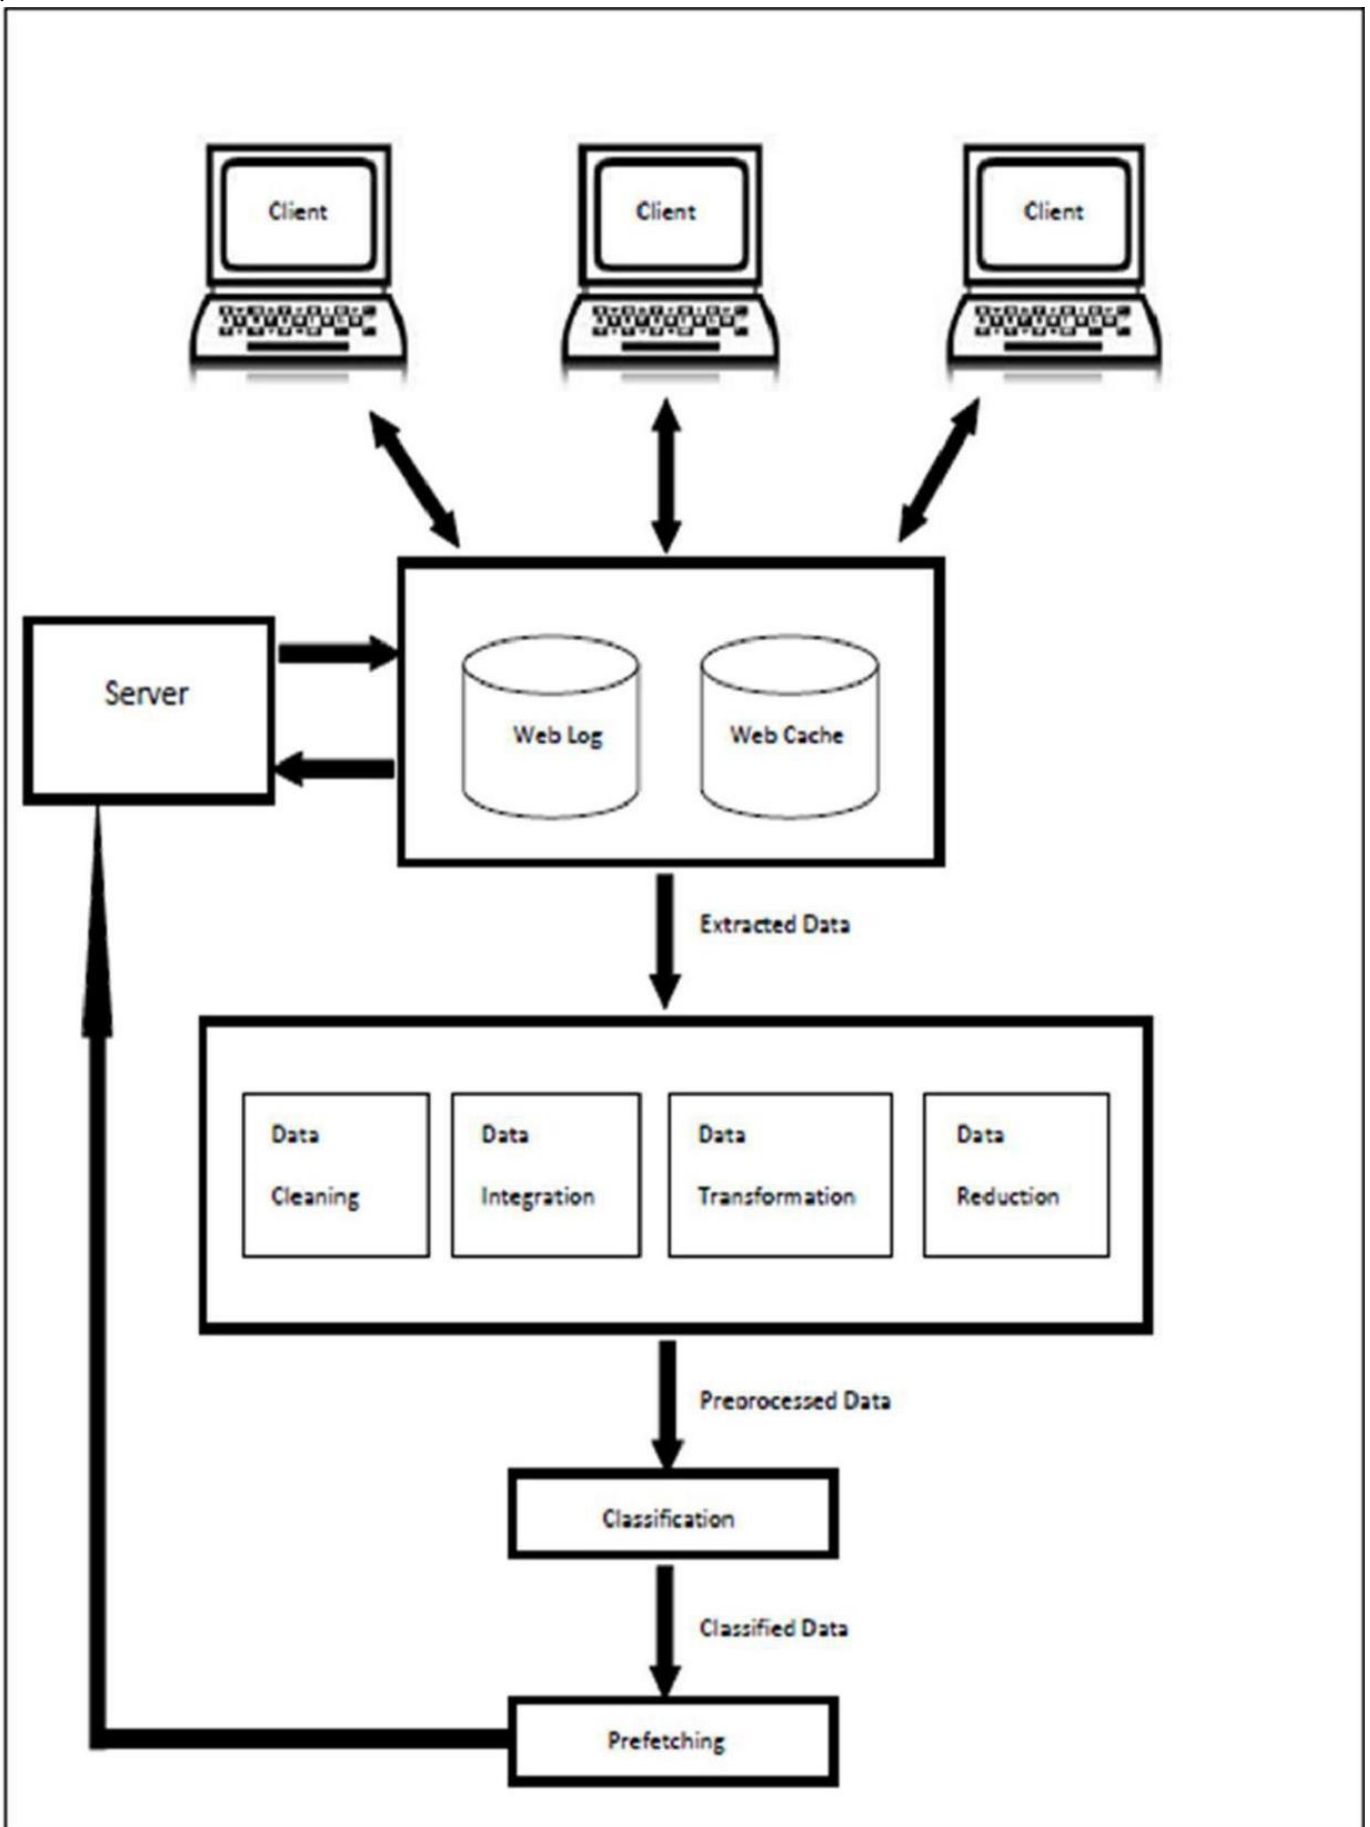 Client
Client
Client
Server
Web Log
Web Cache
Extracted Data
Data
Cleaning
Data
Integration
Data
Transformation
Data
Reduction
Preprocessed Data
Classification
Classified Data
Prefetching